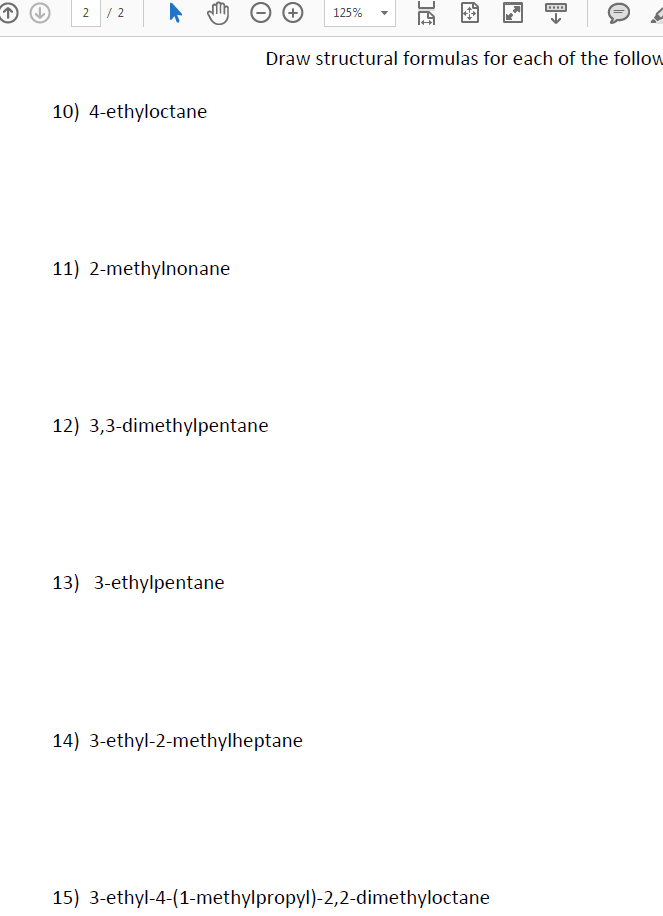 2 / 2 125%
Draw structural formulas for each of the follow
10) 4-ethyloctane
11) 2-methylnonane
12) 3,3-dimethylpentane
13) 3-ethylpentane
14) 3-ethyl-2-methylheptane
15) 3-ethyl-4-(1-methylpropyl)-2,2-dimethyloctane